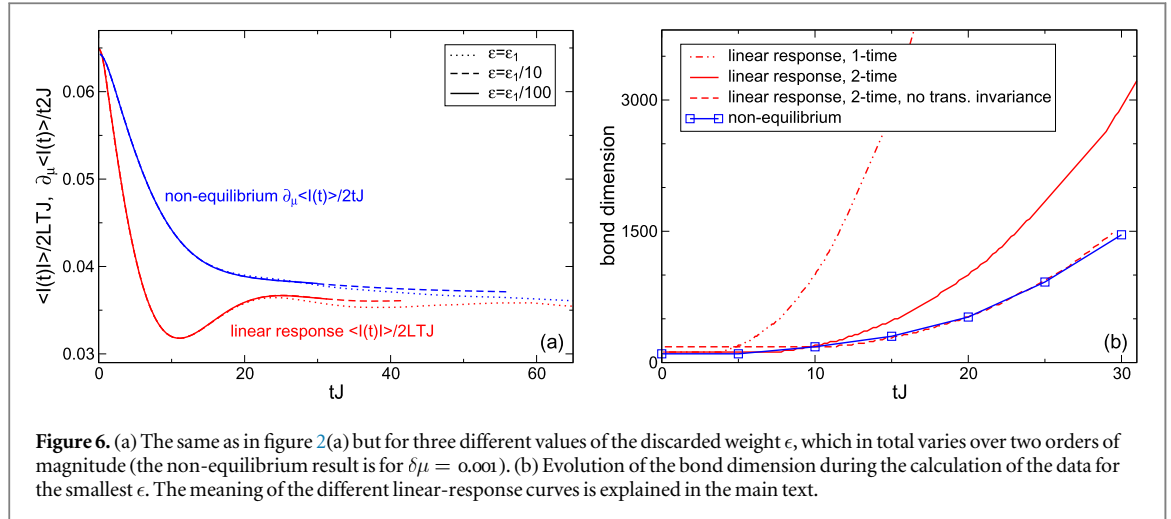 <I(t)I>/2LTJ, ∂μ<I(t)>/t2J
0.06
0.05
0.04
0.03
0
20
40
60
tJ
ε=ε1
ε=ε1/10
ε=ε1/100
non-equilibrium ∂μ<I(t)>/2tJ
linear response <I(t)I>/2LTJ
(a)
bond dimension
3500
1500
0
0
5
10
15
20
25
30
tJ
linear response, 1-time
linear response, 2-time
linear response, 2-time, no trans. invariance
non-equilibrium
(b)
Figure 6. (a) The same as in figure 2(a) but for three different values of the discarded weight ϵ, which in total varies over two orders of
magnitude (the non-equilibrium result is for δμ = 0.001). (b) Evolution of the bond dimension during the calculation of the data for
the smallest ϵ. The meaning of the different linear-response curves is explained in the main text.